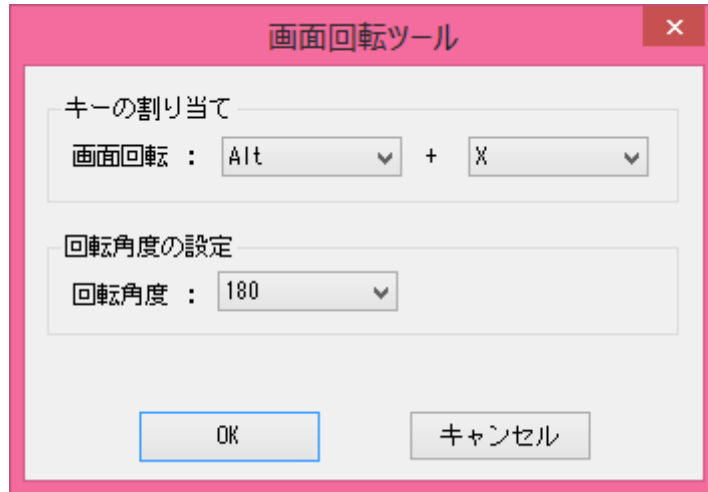 画面回転ツール
キーの割り当て
画面回転 : Alt + X
回転角度の設定
回転角度 : 180
OK キャンセル